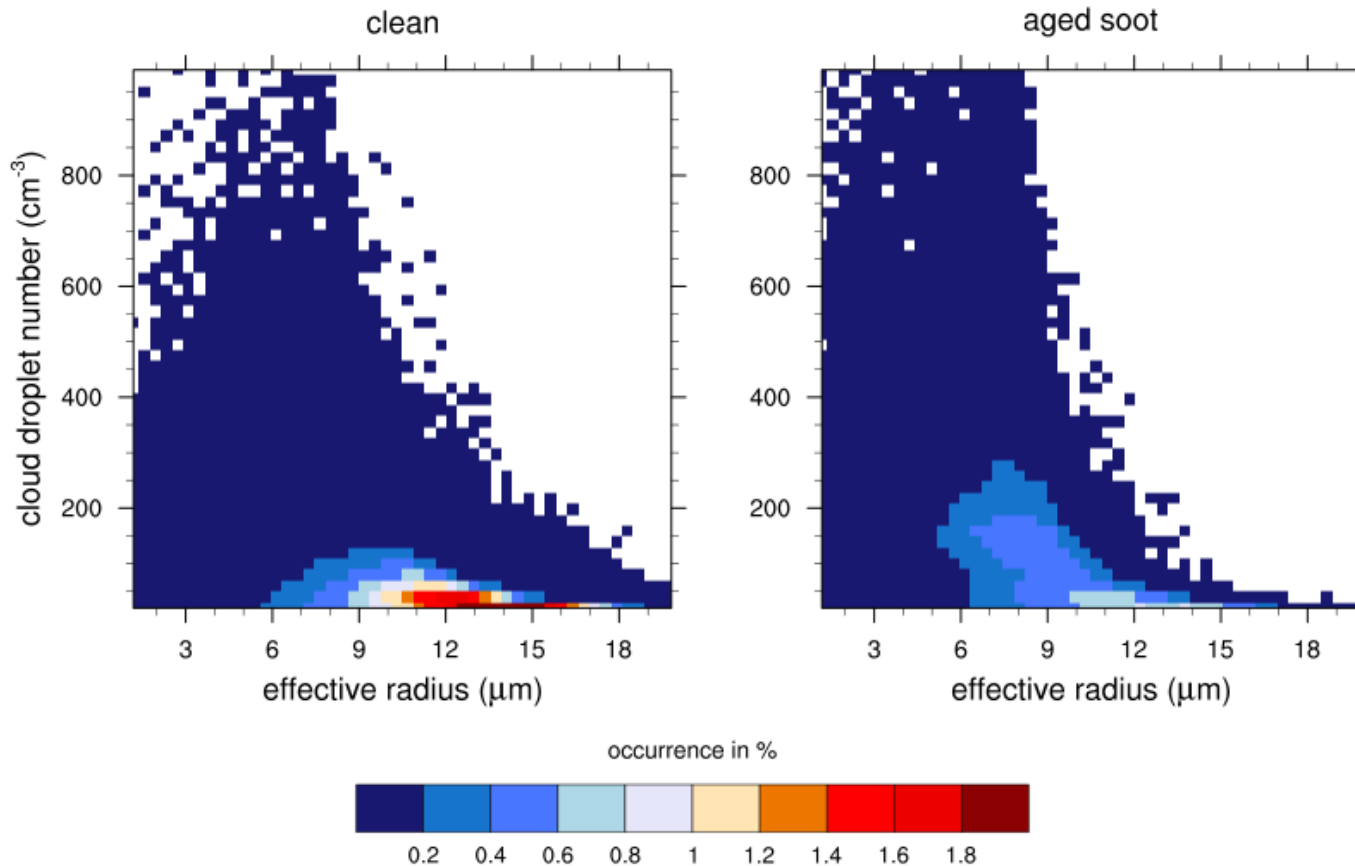 clean
aged soot
cloud droplet number (cm⁻³)
800
600
400
200
3 6 9 12 15 18
effective radius (μm)
800
600
400
200
3 6 9 12 15 18
effective radius (μm)
occurrence in %
0.2 0.4 0.6 0.8 1 1.2 1.4 1.6 1.8